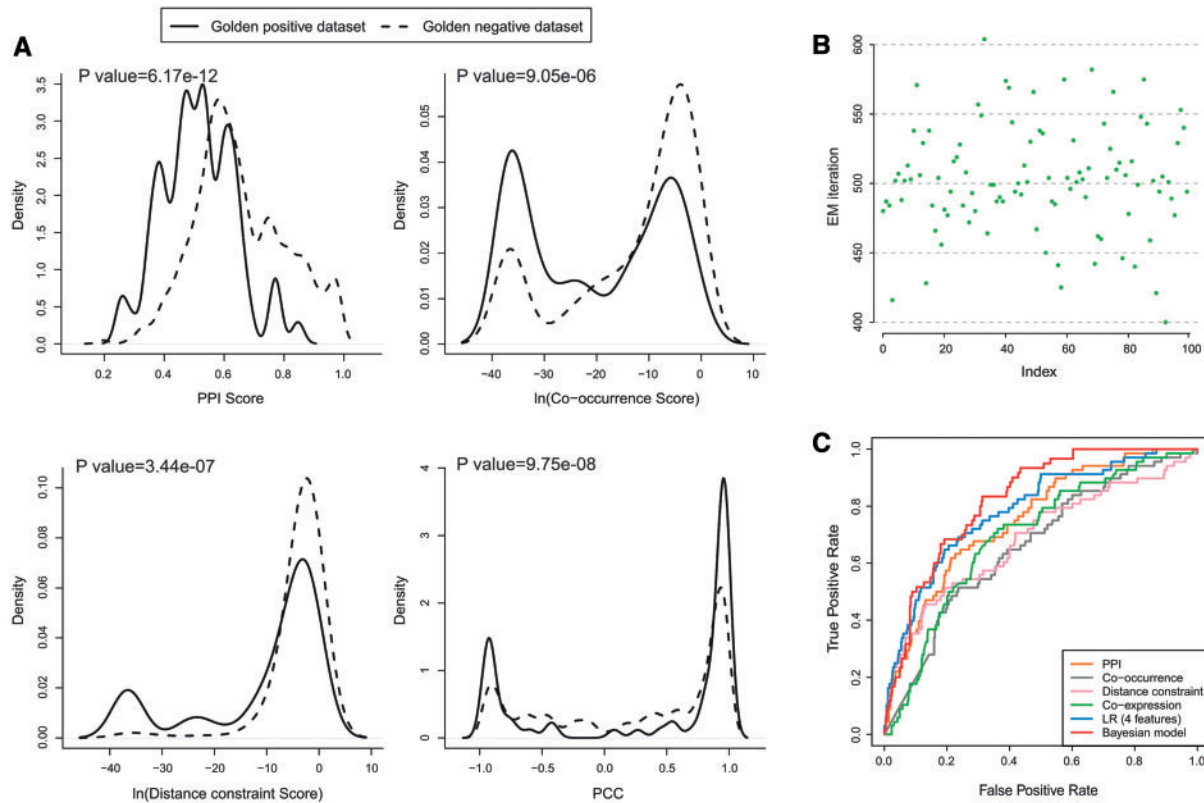 Golden positive dataset Golden negative dataset
A
P value=6.17e-12
Density
0.0 0.5 1.0 1.5 2.0 2.5 3.0 3.5
0.2 0.4 0.6 0.8 1.0
PPI Score
P value=9.05e-06
Density
0.00 0.01 0.02 0.03 0.04 0.05
−40 −30 −20 −10 0 10
ln(Co−occurrence Score)
P value=3.44e-07
Density
0.00 0.02 0.04 0.06 0.08 0.10
−40 −30 −20 −10 0 10
ln(Distance constraint Score)
P value=9.75e-08
Density
0 1 2 3 4
−1.0 −0.5 0.0 0.5 1.0
PCC
B
EM iteration
400 450 500 550 600
0 20 40 60 80 100
Index
C
True Positive Rate
0.0 0.2 0.4 0.6 0.8 1.0
PPI
Co−occurrence
Distance constraint
Co−expression
LR (4 features)
Bayesian model
0.0 0.2 0.4 0.6 0.8 1.0
False Positive Rate